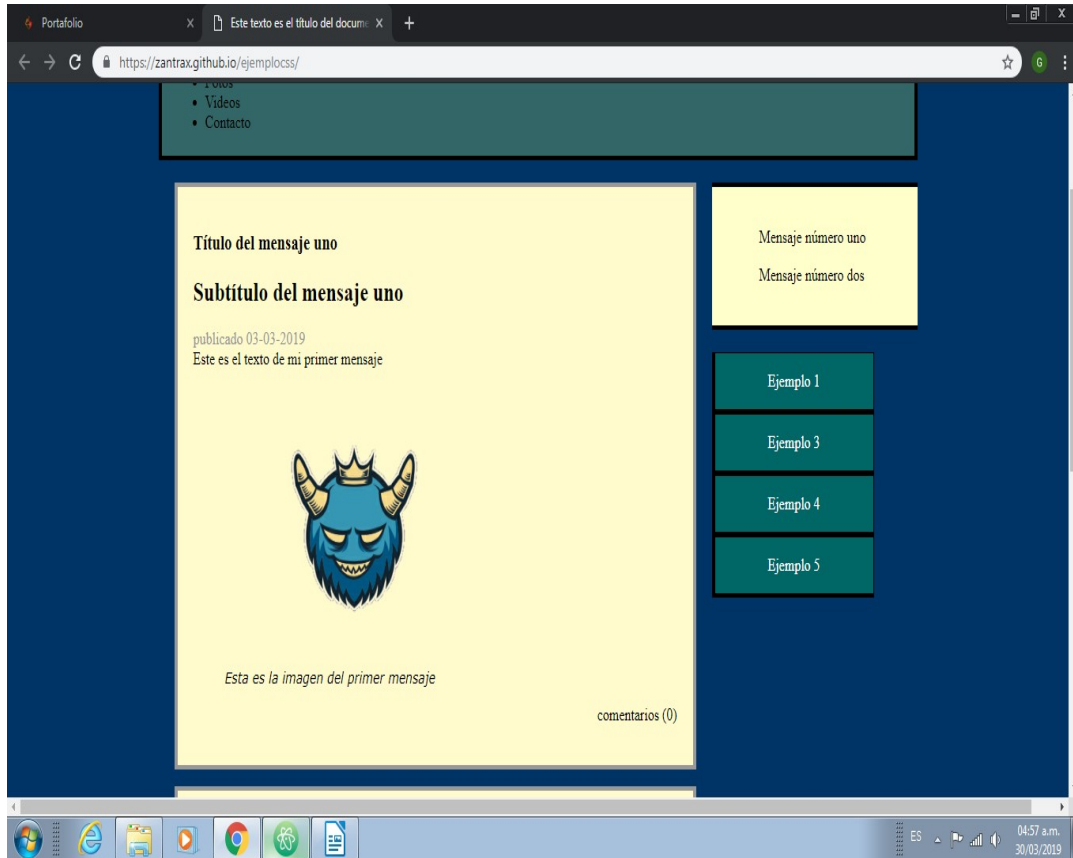 Portafolio
Este texto es el título del docume
https://zantrax.github.io/ejemplocss/
G
Fotos
Videos
Contacto
Título del mensaje uno
Subtítulo del mensaje uno
publicado 03-03-2019
Este es el texto de mi primer mensaje
Esta es la imagen del primer mensaje
comentarios (0)
Mensaje número uno
Mensaje número dos
Ejemplo 1
Ejemplo 3
Ejemplo 4
Ejemplo 5
ES
04:57 a.m.
30/03/2019